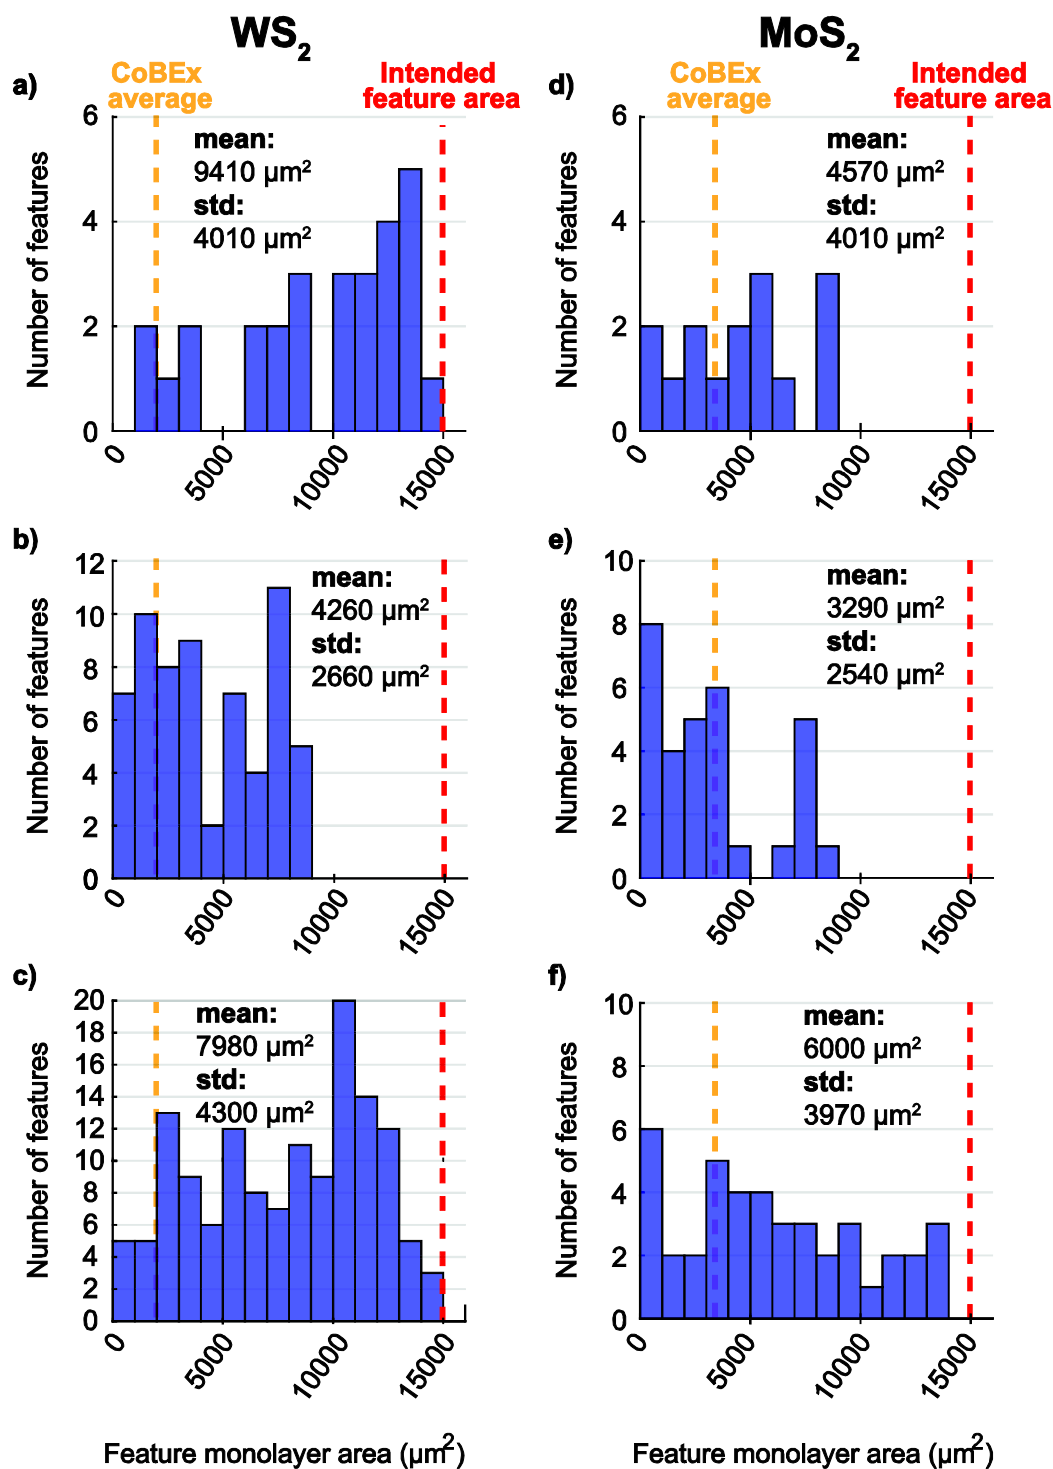 WS2
MoS2
a)
CoBEx
average
Intended
feature area
mean:
9410 µm²
std:
4010 µm²
Number of features
6
4
2
0
0
5000
10000
15000
d)
CoBEx
average
Intended
feature area
mean:
4570 µm²
std:
4010 µm²
Number of features
6
4
2
0
0
5000
10000
15000
b)
mean:
4260 µm²
std:
2660 µm²
Number of features
12
10
8
6
4
2
0
0
5000
10000
15000
e)
mean:
3290 µm²
std:
2540 µm²
Number of features
10
8
6
4
2
0
0
5000
10000
15000
c)
mean:
7980 µm²
std:
4300 µm²
Number of features
20
18
16
14
12
10
8
6
4
2
0
0
5000
10000
15000
Feature monolayer area (µm²)
f)
mean:
6000 µm²
std:
3970 µm²
Number of features
10
8
6
4
2
0
0
5000
10000
15000
Feature monolayer area (µm²)